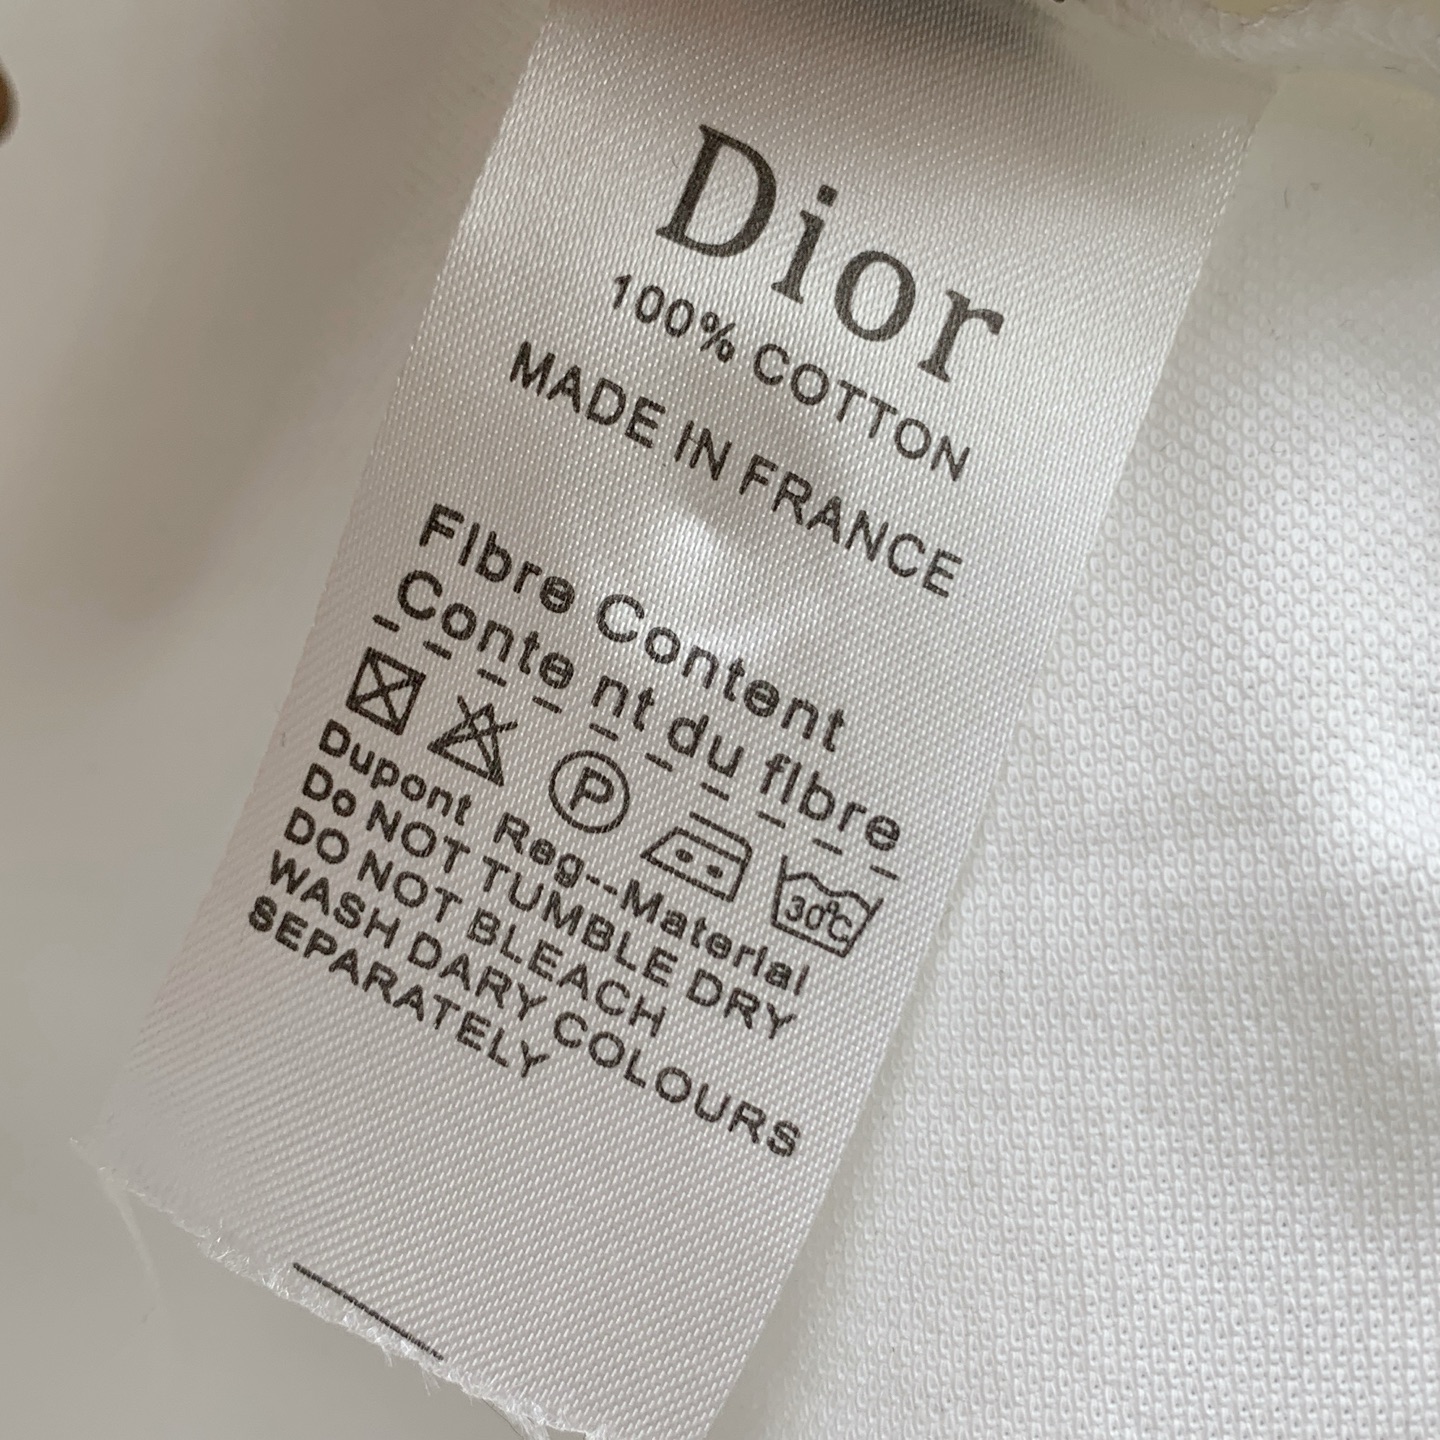 Dior
100% COTTON
MADE IN FRANCE
FIbre Content
Conte nt du fIbre
P
30°C
Dupont Reg--MaterIal
Do NOT TUMBLE DRY
DO NOT BLEACH
WASH DARY COLOURS
SEPARATELY